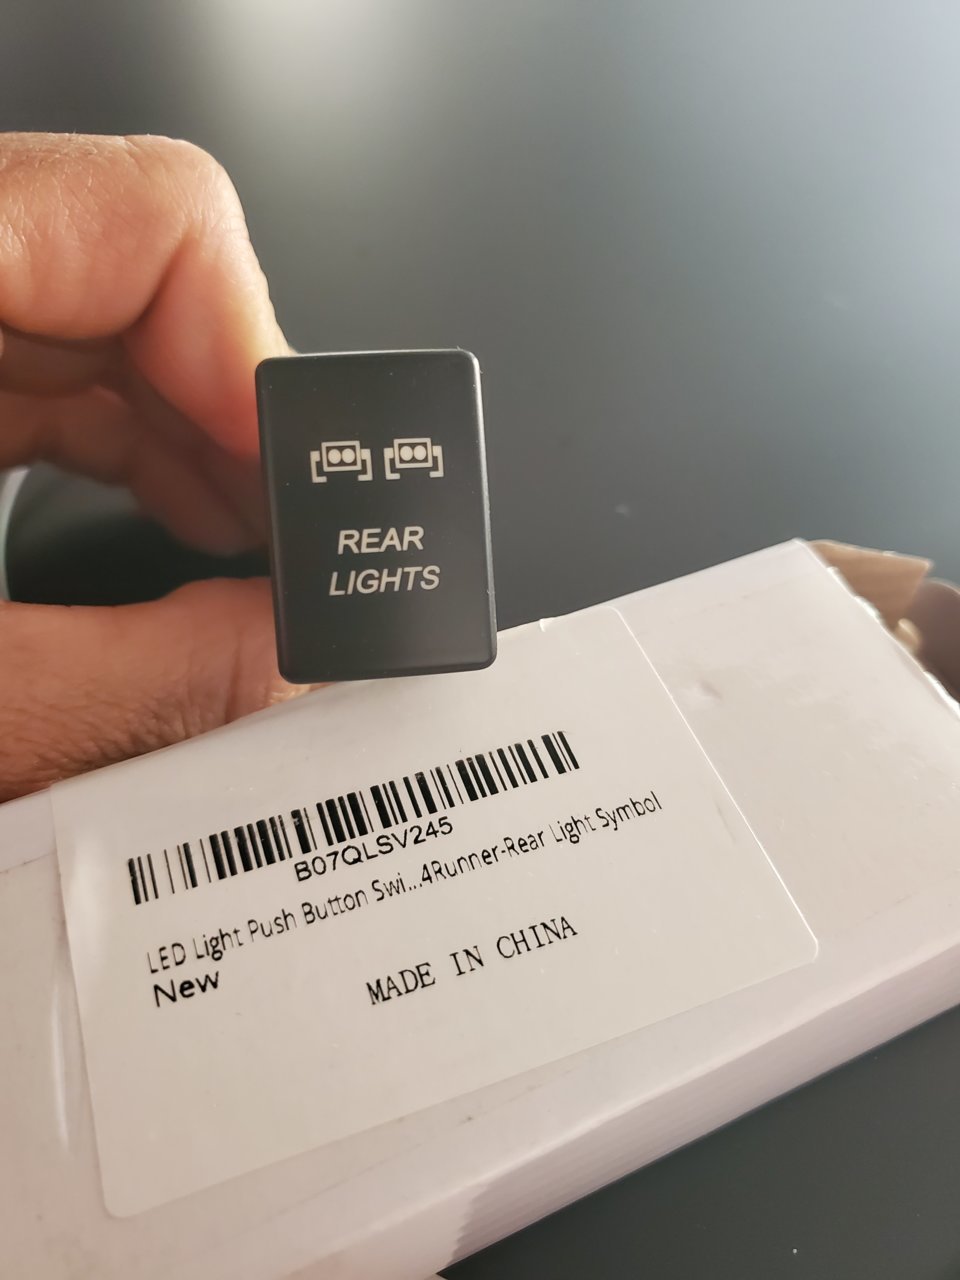 REAR
LIGHTS
B07QLSV245
LED Light Push Button Swi...4Runner-Rear Light Symbol
New
MADE IN CHINA